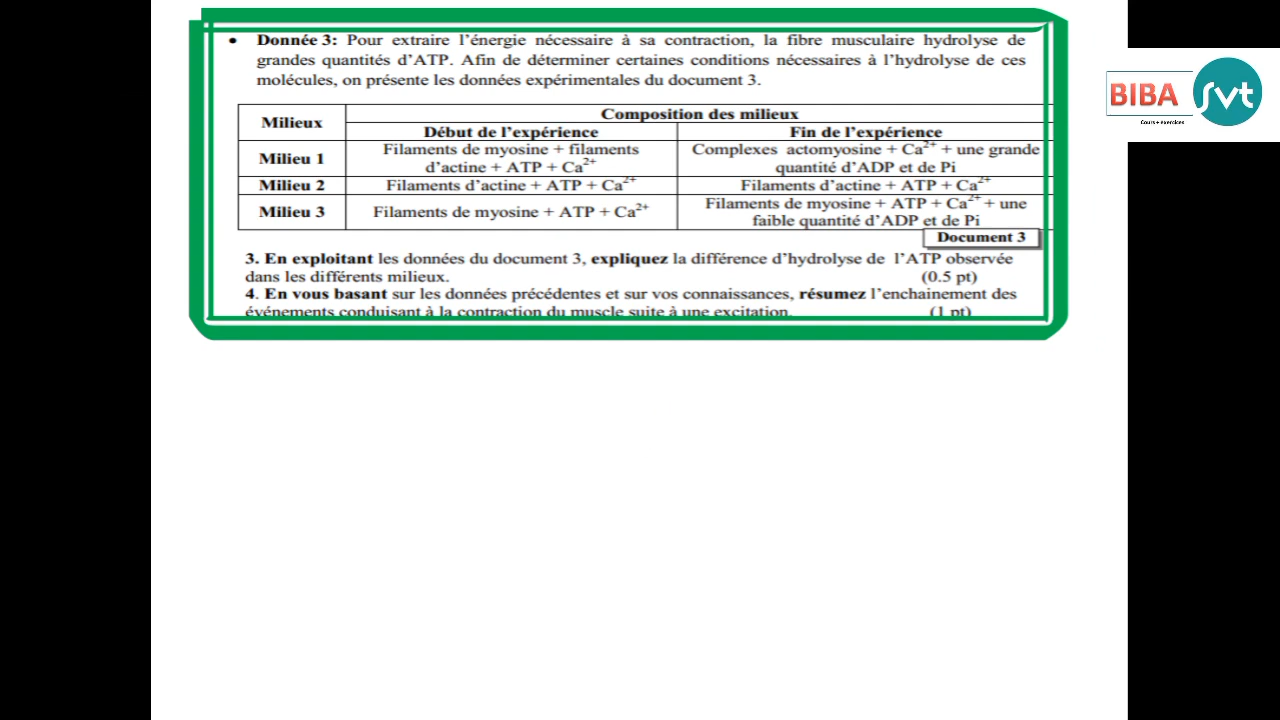 • Donnée 3: Pour extraire l'énergie nécessaire à sa contraction, la fibre musculaire hydrolyse de
grandes quantités d'ATP. Afin de déterminer certaines conditions nécessaires à l'hydrolyse de ces
molécules, on présente les données expérimentales du document 3.
Milieux
Composition des milieux
Début de l'expérience
Fin de l'expérience
Milieu 1
Filaments de myosine + filaments
d'actine + ATP + Ca²⁺
Complexes actomyosine + Ca²⁺ + une grande
quantité d'ADP et de Pi
Milieu 2
Filaments d'actine + ATP + Ca²⁺
Filaments d'actine + ATP + Ca²⁺
Milieu 3
Filaments de myosine + ATP + Ca²⁺
Filaments de myosine + ATP + Ca²⁺ + une
faible quantité d'ADP et de Pi
Document 3
3. En exploitant les données du document 3, expliquez la différence d'hydrolyse de l'ATP observée
dans les différents milieux. (0.5 pt)
4. En vous basant sur les données précédentes et sur vos connaissances, résumez l'enchainement des
événements conduisant à la contraction du muscle suite à une excitation. (1 pt)
BIBA
svt
Cours + exercices